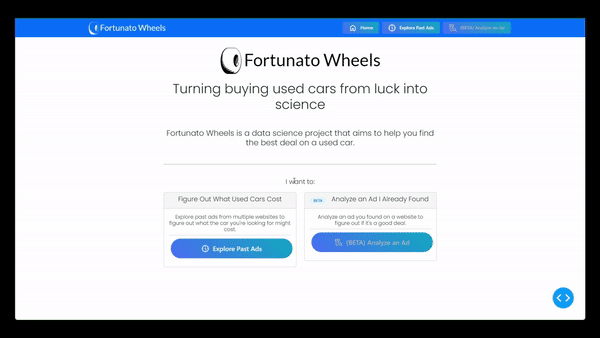 Fortunato Wheels
Home
Explore Past Ads
(BETA) Analyze an Ad
Fortunato Wheels
Turning buying used cars from luck into
science
Fortunato Wheels is a data science project that aims to help you find
the best deal on a used car.
I want to:
Figure Out What Used Cars Cost
Explore past ads from multiple websites to
figure out what the car you're looking for might
cost.
Explore Past Ads
BETA
Analyze an Ad I Already Found
Analyze an ad you found on a website to
figure out if it's a good deal.
(BETA) Analyze an Ad